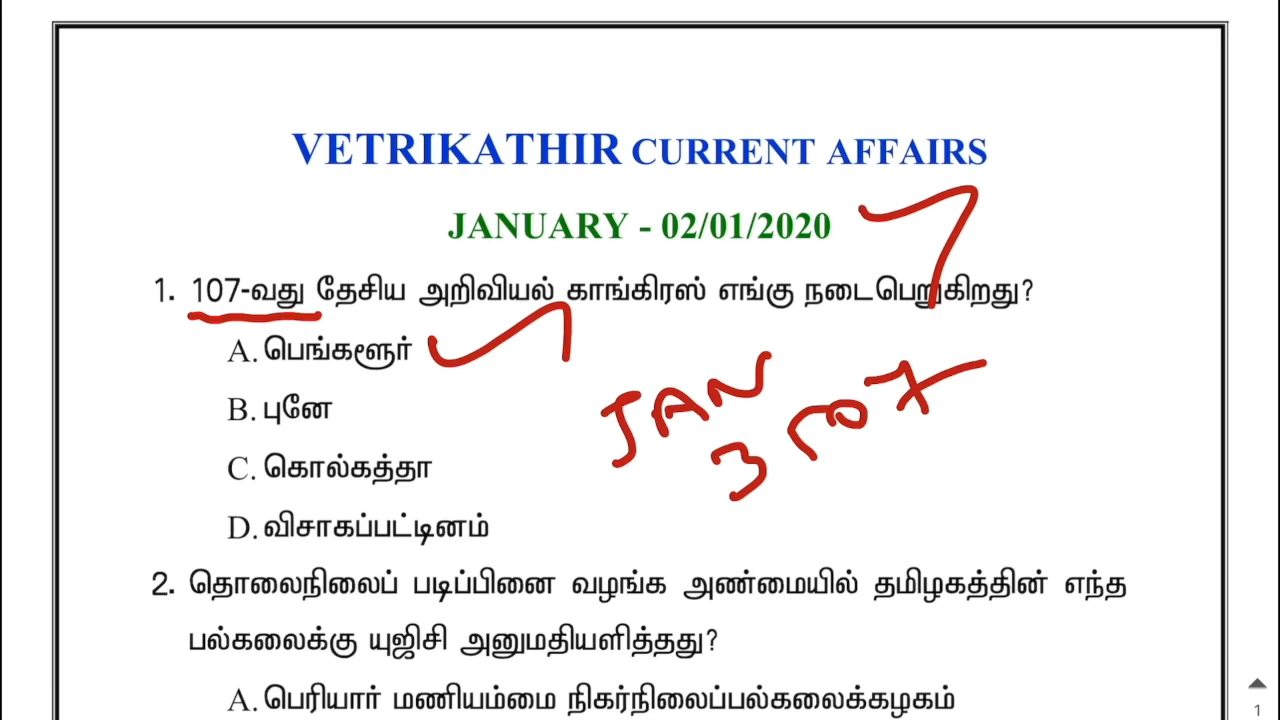 VETRIKATHIR CURRENT AFFAIRS
JANUARY - 02/01/2020
1. 107-வது தேசிய அறிவியல் காங்கிரஸ் எங்கு நடைபெறுகிறது?
A. பெங்களூர்
B. புனே
C. கொல்கத்தா
D. விசாகப்பட்டினம்
JAN
3 to 7
2. தொலைநிலைப் படிப்பினை வழங்க அண்மையில் தமிழகத்தின் எந்த
பல்கலைக்கு யுஜிசி அனுமதியளித்தது?
A. பெரியார் மணியம்மை நிகர்நிலைப்பல்கலைக்கழகம்
1